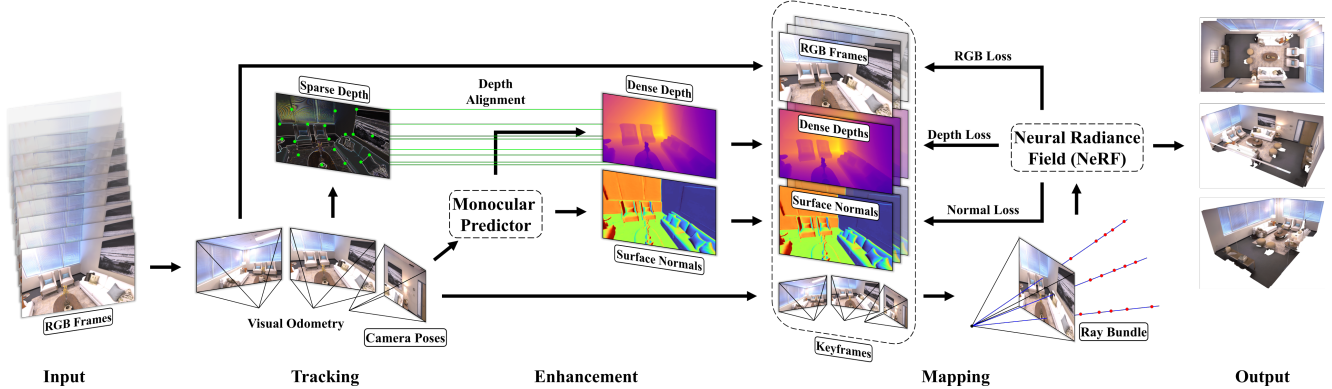 RGB Frames
Sparse Depth
Depth
Alignment
Dense Depth
Monocular
Predictor
Surface Normals
Visual Odometry
Camera Poses
RGB Frames
Dense Depths
Surface Normals
Keyframes
RGB Loss
Depth Loss
Normal Loss
Neural Radiance
Field (NeRF)
Ray Bundle
Input
Tracking
Enhancement
Mapping
Output